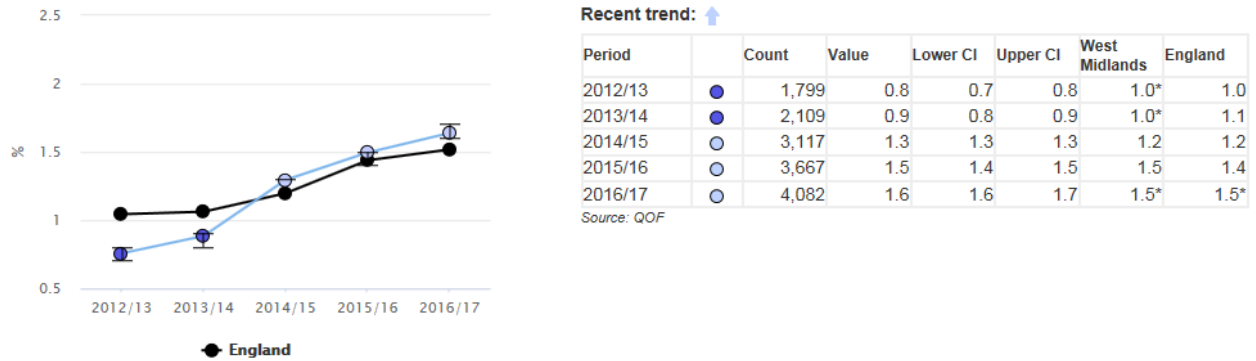 2.5
2
1.5
%
1
0.5
2012/13 2013/14 2014/15 2015/16 2016/17
England
Recent trend:
Period Count Value Lower CI Upper CI West Midlands England
2012/13 1,799 0.8 0.7 0.8 1.0* 1.0
2013/14 2,109 0.9 0.8 0.9 1.0* 1.1
2014/15 3,117 1.3 1.3 1.3 1.2 1.2
2015/16 3,667 1.5 1.4 1.5 1.5 1.4
2016/17 4,082 1.6 1.6 1.7 1.5* 1.5*
Source: QOF